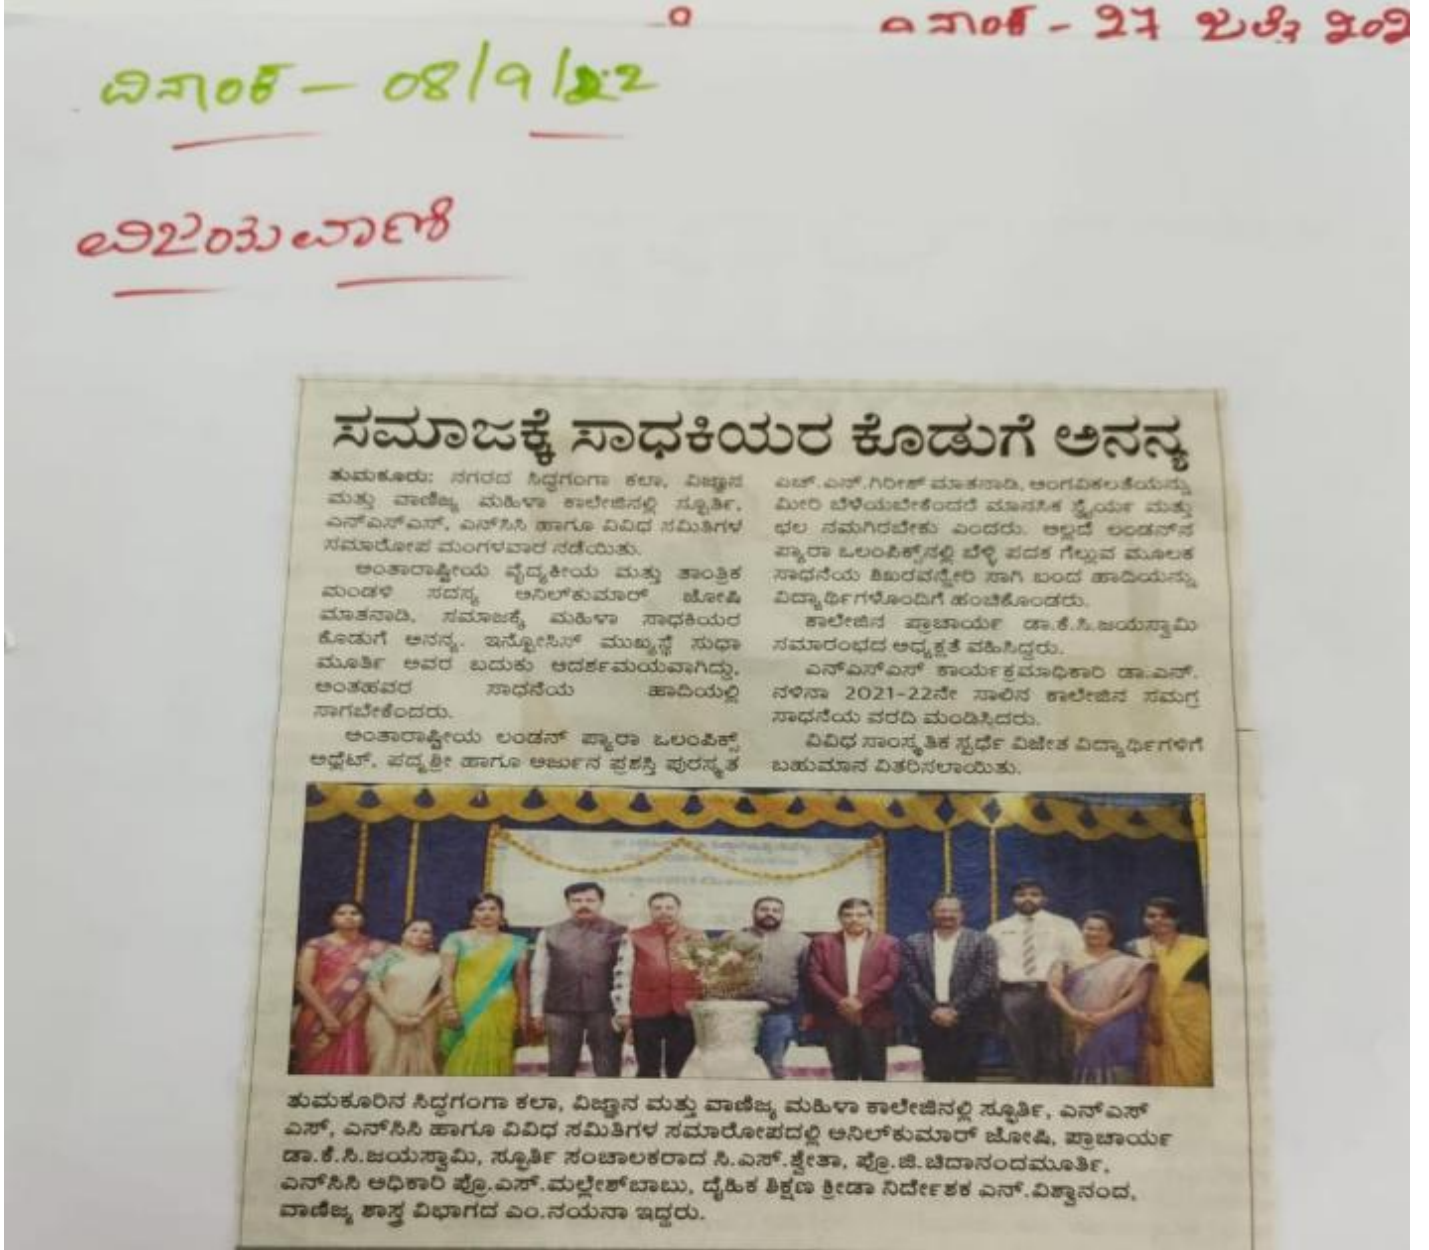 ದಿನಾಂಕ - 27 ಜುಲೈ 202
ದಿನಾಂಕ - 08/9/22
ವಿಜಯವಾಣಿ
ಸಮಾಜಕ್ಕೆ ಸಾಧಕಿಯರ ಕೊಡುಗೆ ಅನನ್ಯ
ತುಮಕೂರು: ನಗರದ ಸಿದ್ಧಗಂಗಾ ಕಲಾ, ವಿಜ್ಞಾನ
ಮತ್ತು ವಾಣಿಜ್ಯ ಮಹಿಳಾ ಕಾಲೇಜಿನಲ್ಲಿ ಸ್ಫೂರ್ತಿ,
ಎನ್‌ಎಸ್‌ಎಸ್, ಎನ್‌ಸಿಸಿ ಹಾಗೂ ವಿವಿಧ ಸಮಿತಿಗಳ
ಸಮಾರೋಪ ಮಂಗಳವಾರ ನಡೆಯಿತು.
ಅಂತಾರಾಷ್ಟ್ರೀಯ ವೈದ್ಯಕೀಯ ಮತ್ತು ತಾಂತ್ರಿಕ
ಮಂಡಳಿ ಸದಸ್ಯ ಅನಿಲ್‌ಕುಮಾರ್ ಜೋಷಿ
ಮಾತನಾಡಿ, ಸಮಾಜಕ್ಕೆ ಮಹಿಳಾ ಸಾಧಕಿಯರ
ಕೊಡುಗೆ ಅನನ್ಯ. ಇನ್ಫೋಸಿಸ್ ಮುಖ್ಯಸ್ಥೆ ಸುಧಾ
ಮೂರ್ತಿ ಅವರ ಬದುಕು ಆದರ್ಶಮಯವಾಗಿದ್ದು,
ಅಂತಹವರ ಸಾಧನೆಯ ಹಾದಿಯಲ್ಲಿ
ಸಾಗಬೇಕೆಂದರು.
ಅಂತಾರಾಷ್ಟ್ರೀಯ ಲಂಡನ್ ಪ್ಯಾರಾ ಒಲಂಪಿಕ್ಸ್
ಅಥ್ಲೆಟ್, ಪದ್ಮಶ್ರೀ ಹಾಗೂ ಅರ್ಜುನ ಪ್ರಶಸ್ತಿ ಪುರಸ್ಕೃತ
ಎಚ್.ಎನ್.ಗಿರೀಶ್ ಮಾತನಾಡಿ, ಅಂಗವಿಕಲತೆಯನ್ನು
ಮೀರಿ ಬೆಳೆಯಬೇಕೆಂದರೆ ಮಾನಸಿಕ ಸ್ಥೈರ್ಯ ಮತ್ತು
ಛಲ ನಮಗಿರಬೇಕು ಎಂದರು. ಅಲ್ಲದೆ ಲಂಡನ್‌ನ
ಪ್ಯಾರಾ ಒಲಂಪಿಕ್ಸ್‌ನಲ್ಲಿ ಬೆಳ್ಳಿ ಪದಕ ಗೆಲ್ಲುವ ಮೂಲಕ
ಸಾಧನೆಯ ಶಿಖರವನ್ನೇರಿ ಸಾಗಿ ಬಂದ ಹಾದಿಯನ್ನು
ವಿದ್ಯಾರ್ಥಿಗಳೊಂದಿಗೆ ಹಂಚಿಕೊಂಡರು.
ಕಾಲೇಜಿನ ಪ್ರಾಚಾರ್ಯ ಡಾ.ಕೆ.ಸಿ.ಜಯಸ್ವಾಮಿ
ಸಮಾರಂಭದ ಅಧ್ಯಕ್ಷತೆ ವಹಿಸಿದ್ದರು.
ಎನ್‌ಎಸ್‌ಎಸ್ ಕಾರ್ಯಕ್ರಮಾಧಿಕಾರಿ ಡಾ.ಎನ್.
ನಳಿನಾ 2021-22ನೇ ಸಾಲಿನ ಕಾಲೇಜಿನ ಸಮಗ್ರ
ಸಾಧನೆಯ ವರದಿ ಮಂಡಿಸಿದರು.
ವಿವಿಧ ಸಾಂಸ್ಕೃತಿಕ ಸ್ಪರ್ಧೆ ವಿಜೇತ ವಿದ್ಯಾರ್ಥಿಗಳಿಗೆ
ಬಹುಮಾನ ವಿತರಿಸಲಾಯಿತು.
ತುಮಕೂರಿನ ಸಿದ್ಧಗಂಗಾ ಕಲಾ, ವಿಜ್ಞಾನ ಮತ್ತು ವಾಣಿಜ್ಯ ಮಹಿಳಾ ಕಾಲೇಜಿನಲ್ಲಿ ಸ್ಫೂರ್ತಿ, ಎನ್‌ಎಸ್
ಎಸ್, ಎನ್‌ಸಿಸಿ ಹಾಗೂ ವಿವಿಧ ಸಮಿತಿಗಳ ಸಮಾರೋಪದಲ್ಲಿ ಅನಿಲ್‌ಕುಮಾರ್ ಜೋಷಿ, ಪ್ರಾಚಾರ್ಯ
ಡಾ.ಕೆ.ಸಿ.ಜಯಸ್ವಾಮಿ, ಸ್ಫೂರ್ತಿ ಸಂಚಾಲಕರಾದ ಸಿ.ಎಸ್.ಶ್ವೇತಾ, ಪ್ರೊ.ಜಿ.ಚಿದಾನಂದಮೂರ್ತಿ,
ಎನ್‌ಸಿಸಿ ಅಧಿಕಾರಿ ಪ್ರೊ.ಎಸ್.ಮಲ್ಲೇಶ್‌ಬಾಬು, ದೈಹಿಕ ಶಿಕ್ಷಣ ಕ್ರೀಡಾ ನಿರ್ದೇಶಕ ಎನ್.ವಿಶ್ವಾನಂದ,
ವಾಣಿಜ್ಯ ಶಾಸ್ತ್ರ ವಿಭಾಗದ ಎಂ.ನಯನಾ ಇದ್ದರು.